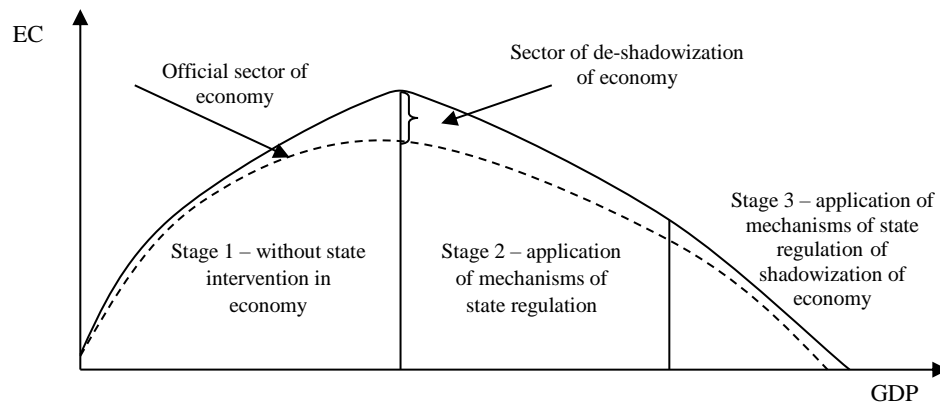 EC
Official sector of
economy
Sector of de-shadowization
of economy
Stage 1 – without state
intervention in
economy
Stage 2 – application
of mechanisms of
state regulation
Stage 3 – application of
mechanisms of state
regulation of
shadowization of
economy
GDP